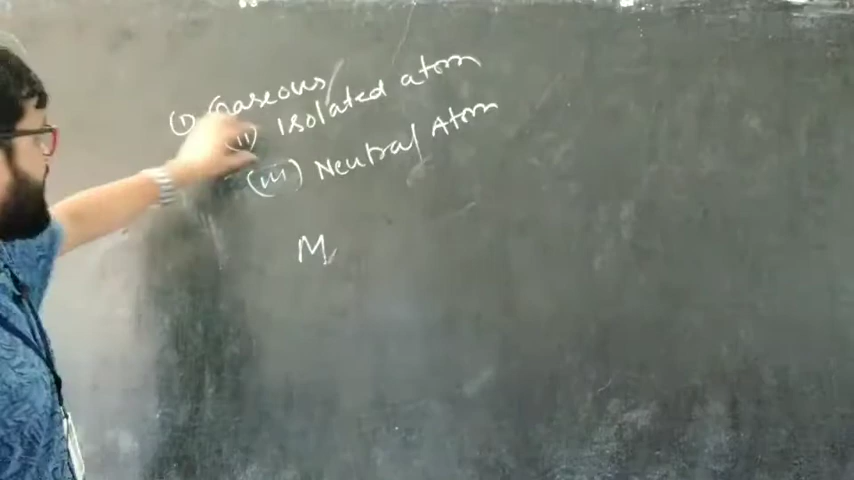 (I) Gaseous
(II) Isolated atom
(III) Neutral Atom
M